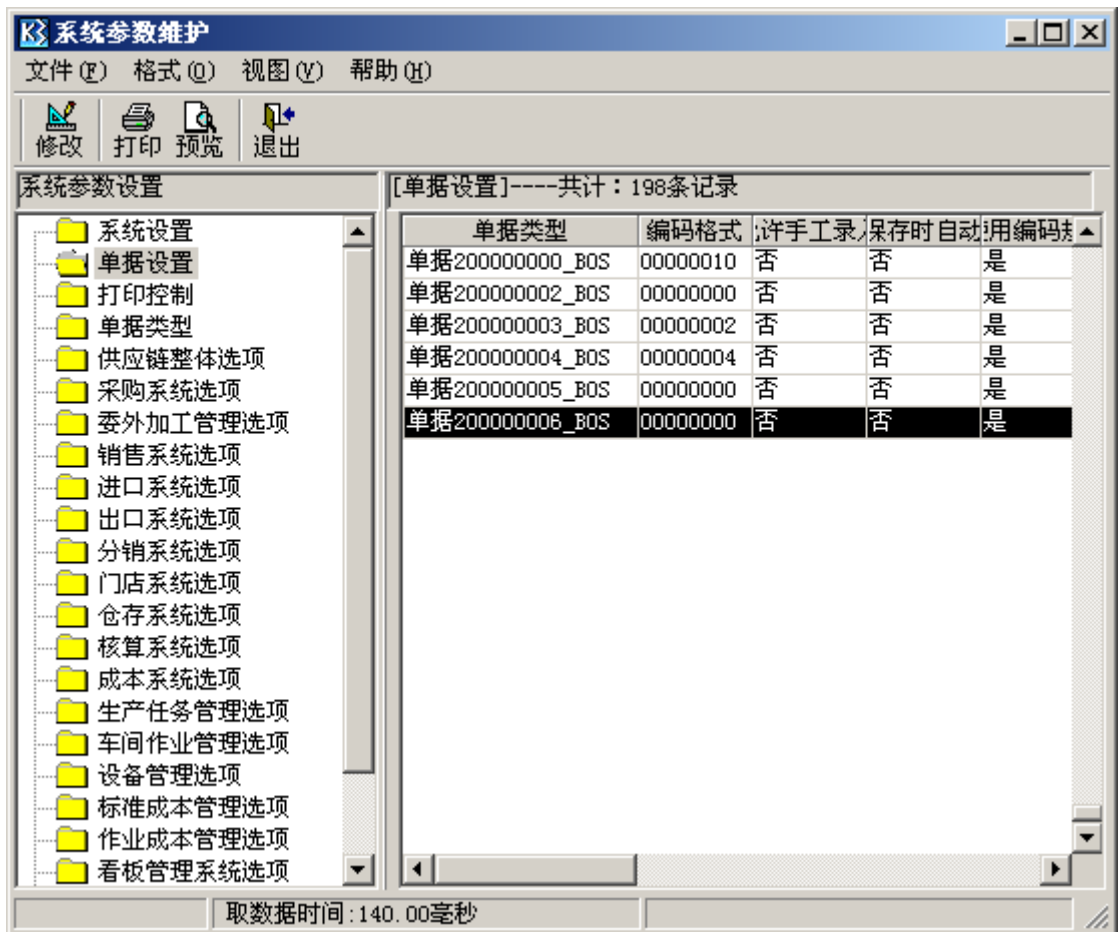 K3 系统参数维护
文件(F) 格式(O) 视图(V) 帮助(H)
修改 打印 预览 退出
系统参数设置
[单据设置]----共计：198条记录
系统设置
单据设置
打印控制
单据类型
供应链整体选项
采购系统选项
委外加工管理选项
销售系统选项
进口系统选项
出口系统选项
分销系统选项
门店系统选项
仓存系统选项
核算系统选项
成本系统选项
生产任务管理选项
车间作业管理选项
设备管理选项
标准成本管理选项
作业成本管理选项
看板管理系统选项
单据类型 编码格式 许手工录 保存时自动 用编码
单据200000000_BOS 00000010 否 否 是
单据200000002_BOS 00000000 否 否 是
单据200000003_BOS 00000002 否 否 是
单据200000004_BOS 00000004 否 否 是
单据200000005_BOS 00000000 否 否 是
单据200000006_BOS 00000000 否 否 是
取数据时间:140.00毫秒